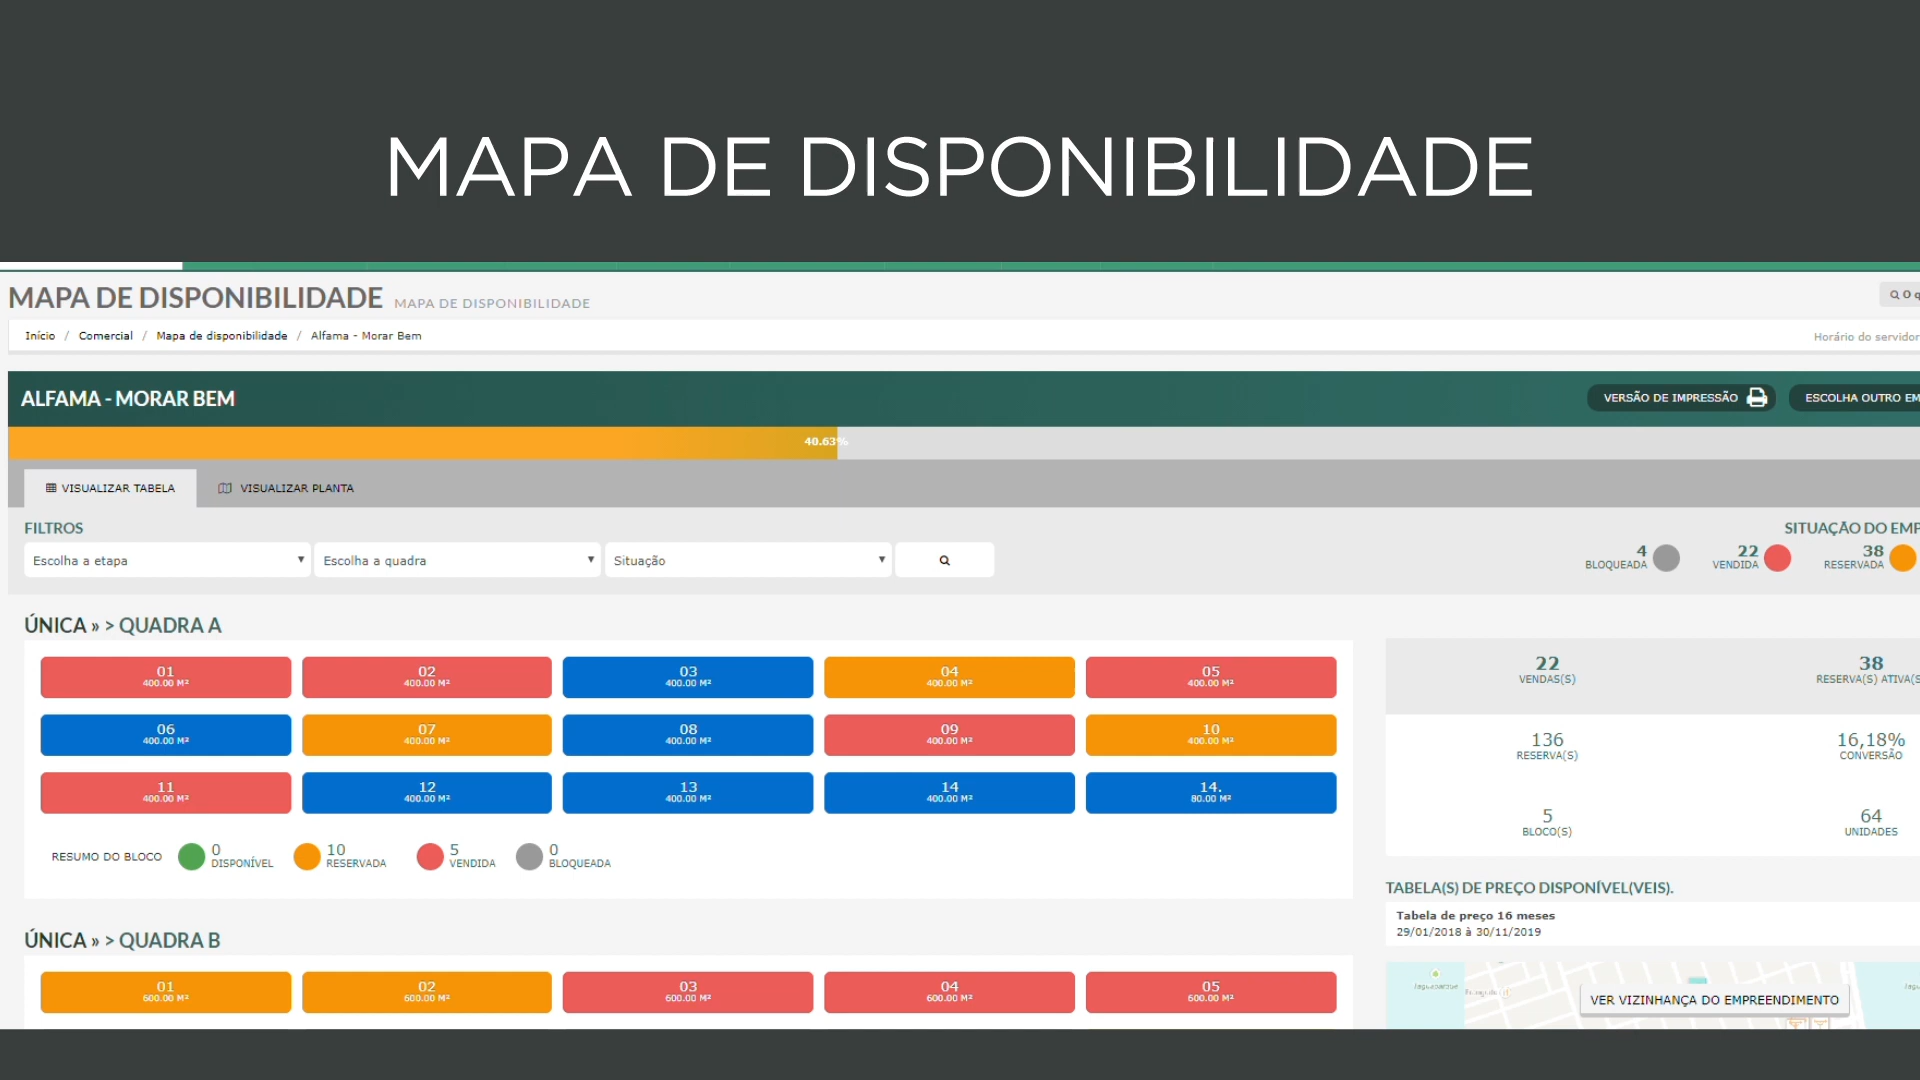 MAPA DE DISPONIBILIDADE
MAPA DE DISPONIBILIDADE MAPA DE DISPONIBILIDADE
O q
Início / Comercial / Mapa de disponibilidade / Alfama - Morar Bem
Horário do servidor
ALFAMA - MORAR BEM
VERSÃO DE IMPRESSÃO
ESCOLHA OUTRO EM
40.63%
VISUALIZAR TABELA
VISUALIZAR PLANTA
FILTROS
SITUAÇÃO DO EMP
Escolha a etapa
Escolha a quadra
Situação
4
BLOQUEADA
22
VENDIDA
38
RESERVADA
ÚNICA » > QUADRA A
01
400.00 M²
02
400.00 M²
03
400.00 M²
04
400.00 M²
05
400.00 M²
06
400.00 M²
07
400.00 M²
08
400.00 M²
09
400.00 M²
10
400.00 M²
11
400.00 M²
12
400.00 M²
13
400.00 M²
14
400.00 M²
14.
80.00 M²
RESUMO DO BLOCO
0
DISPONÍVEL
10
RESERVADA
5
VENDIDA
0
BLOQUEADA
22
VENDAS(S)
38
RESERVA(S) ATIVA(S
136
RESERVA(S)
16,18%
CONVERSÃO
5
BLOCO(S)
64
UNIDADES
TABELA(S) DE PREÇO DISPONÍVEL(VEIS).
Tabela de preço 16 meses
29/01/2018 à 30/11/2019
VER VIZINHANÇA DO EMPREENDIMENTO
ÚNICA » > QUADRA B
01
600.00 M²
02
600.00 M²
03
600.00 M²
04
600.00 M²
05
600.00 M²